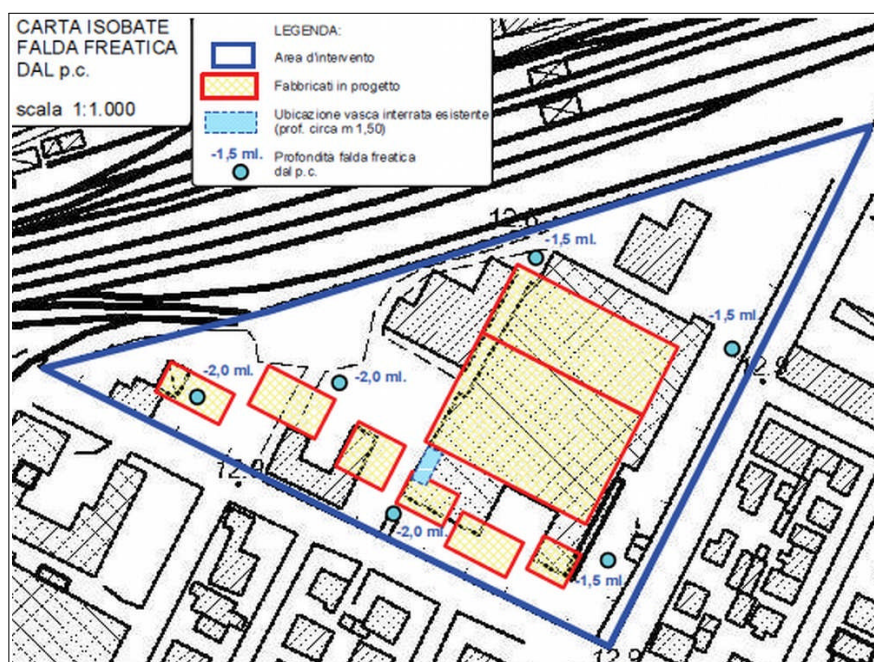 CARTA ISOBATE
FALDA FREATICA
DAL p.c.
scala 1:1.000
LEGENDA:
Area d'intervento
Fabbricati in progetto
Ubicazione vasca interrata esistente
(prof. circa m 1,50)
-1,5 ml.
Profondità falda freatica
dal p.c.
-1,5 ml.
-1,5 ml.
-2,0 ml.
-2,0 ml.
-2,0 ml.
-1,5 ml.
12.9